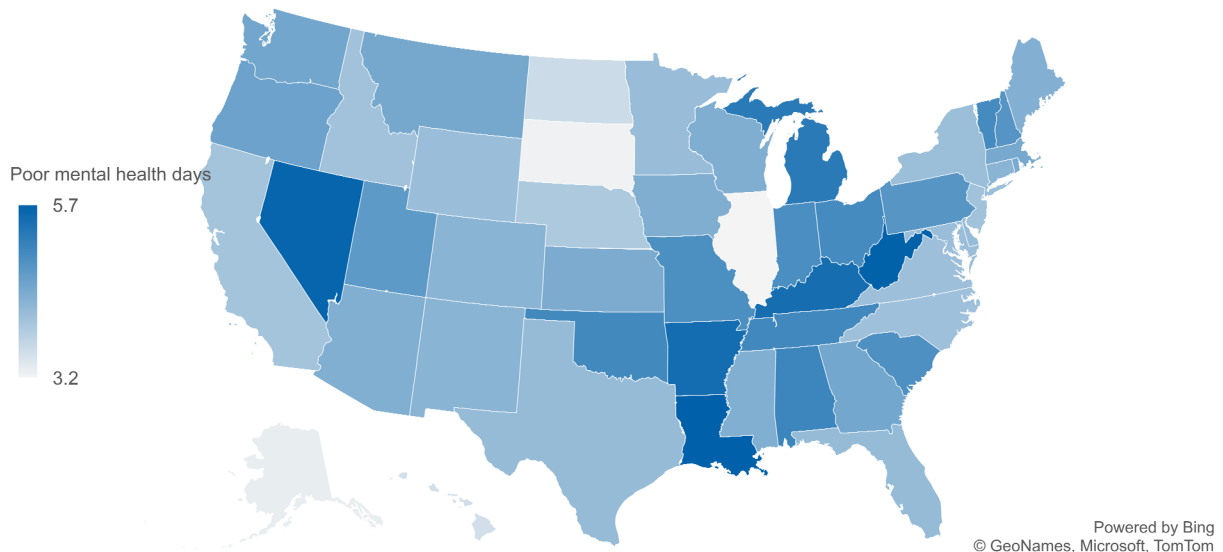 Poor mental health days
5.7
3.2
Powered by Bing
© GeoNames, Microsoft, TomTom